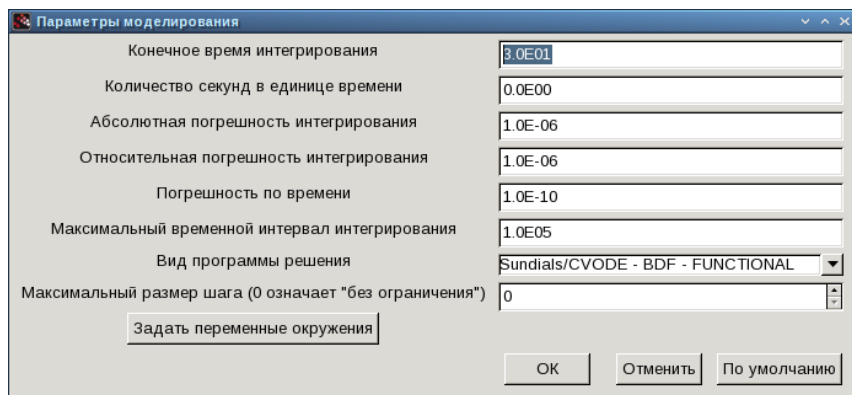 Параметры моделирования
Конечное время интегрирования 3.0E01
Количество секунд в единице времени 0.0E00
Абсолютная погрешность интегрирования 1.0E-06
Относительная погрешность интегрирования 1.0E-06
Погрешность по времени 1.0E-10
Максимальный временной интервал интегрирования 1.0E05
Вид программы решения Sundials/CVODE - BDF - FUNCTIONAL
Максимальный размер шага (0 означает "без ограничения") 0
Задать переменные окружения
ОК Отменить По умолчанию